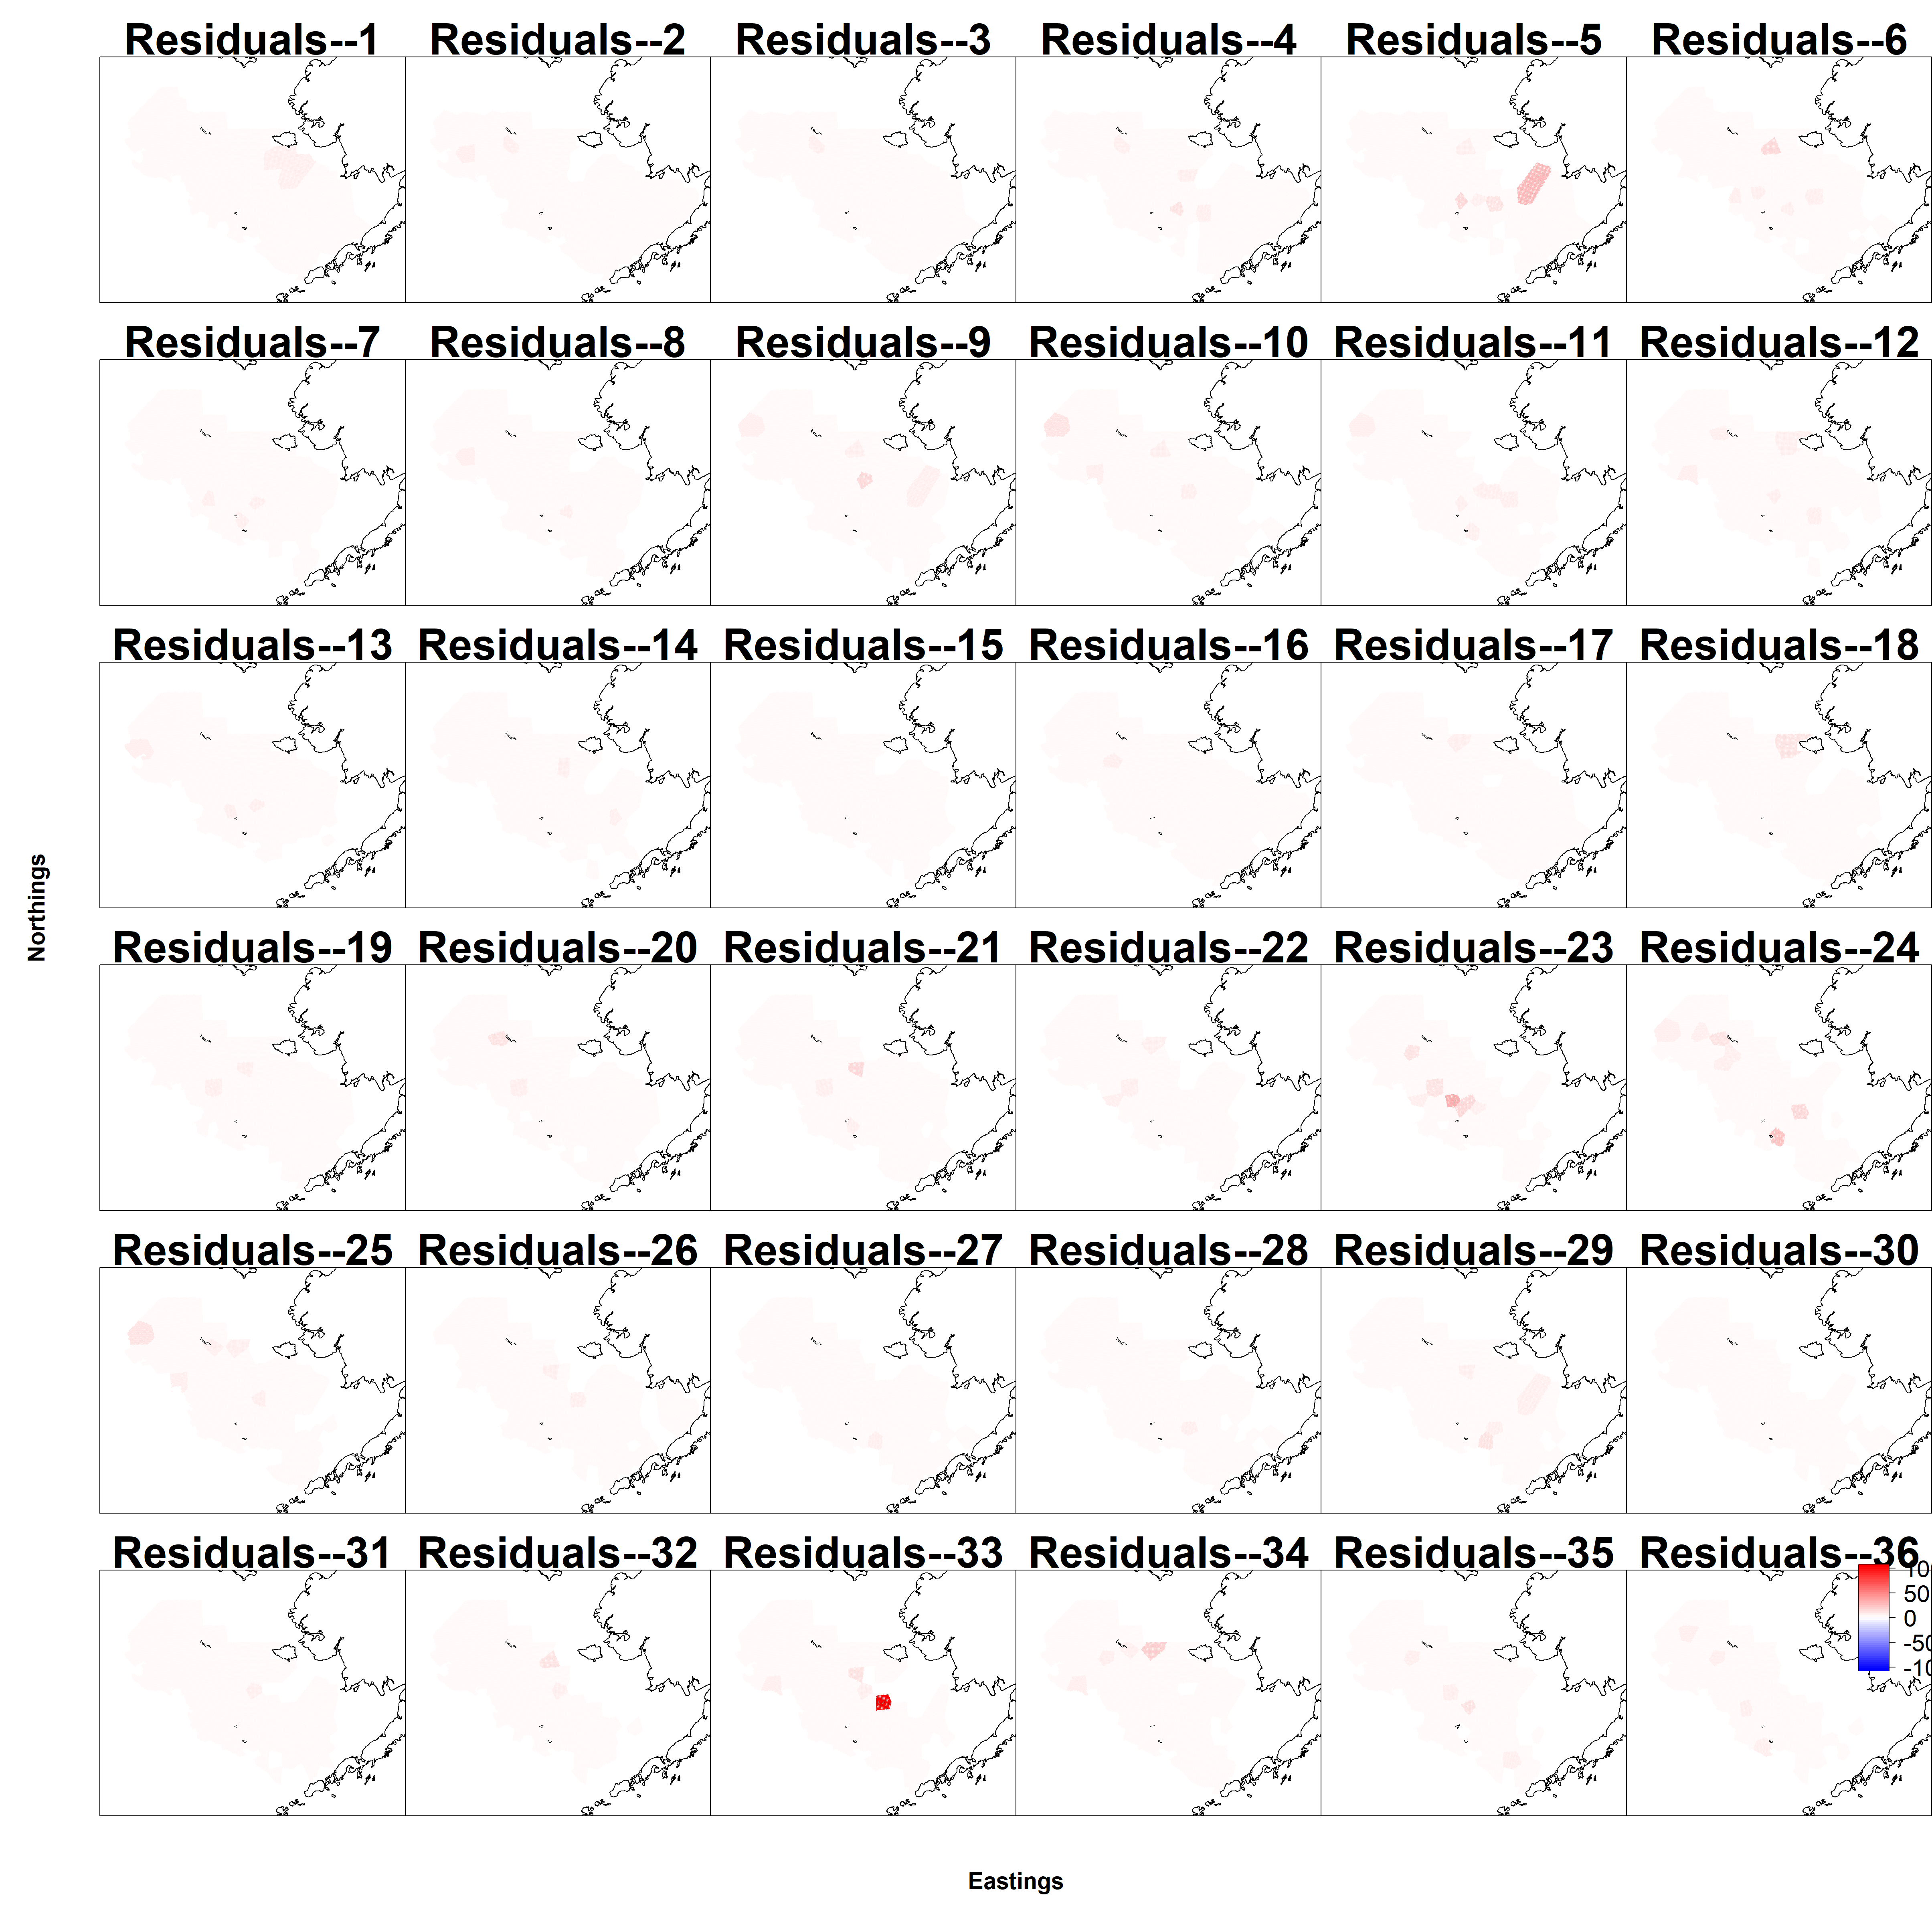 Residuals--1 Residuals--2 Residuals--3 Residuals--4 Residuals--5 Residuals--6
Residuals--7 Residuals--8 Residuals--9 Residuals--10 Residuals--11 Residuals--12
Residuals--13 Residuals--14 Residuals--15 Residuals--16 Residuals--17 Residuals--18
Northings
Residuals--19 Residuals--20 Residuals--21 Residuals--22 Residuals--23 Residuals--24
Residuals--25 Residuals--26 Residuals--27 Residuals--28 Residuals--29 Residuals--30
Residuals--31 Residuals--32 Residuals--33 Residuals--34 Residuals--35 Residuals--36
50
0
Eastings